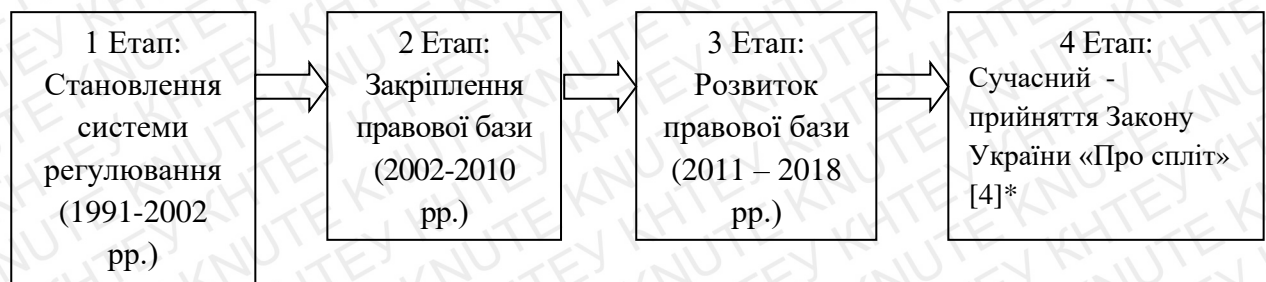 1 Етап:
Становлення
системи
регулювання
(1991-2002
рр.)
2 Етап:
Закріплення
правової бази
(2002-2010
рр.)
3 Етап:
Розвиток
правової бази
(2011 – 2018
рр.)
4 Етап:
Сучасний -
прийняття Закону
України «Про спліт»
[4]*